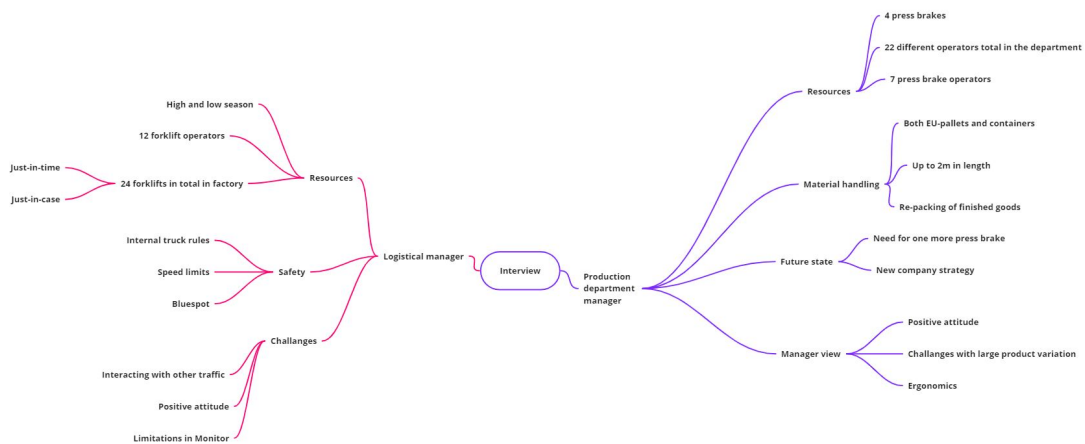 Interview
Logistical manager
Resources
High and low season
12 forklift operators
24 forklifts in total in factory
Just-in-time
Just-in-case
Safety
Internal truck rules
Speed limits
Bluespot
Challanges
Interacting with other traffic
Positive attitude
Limitations in Monitor
Production
department
manager
Resources
4 press brakes
22 different operators total in the department
7 press brake operators
Material handling
Both EU-pallets and containers
Up to 2m in length
Re-packing of finished goods
Future state
Need for one more press brake
New company strategy
Manager view
Positive attitude
Challanges with large product variation
Ergonomics